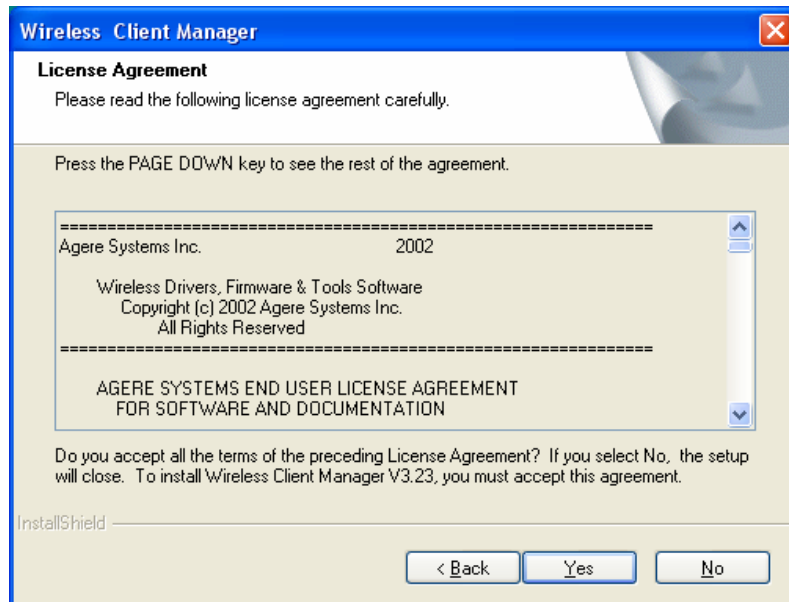 Wireless Client Manager
License Agreement
Please read the following license agreement carefully.
Press the PAGE DOWN key to see the rest of the agreement.
==============================================================
Agere Systems Inc. 2002
Wireless Drivers, Firmware & Tools Software
Copyright (c) 2002 Agere Systems Inc.
All Rights Reserved
==============================================================
AGERE SYSTEMS END USER LICENSE AGREEMENT
FOR SOFTWARE AND DOCUMENTATION
Do you accept all the terms of the preceding License Agreement? If you select No, the setup
will close. To install Wireless Client Manager V3.23, you must accept this agreement.
InstallShield
< Back Yes No